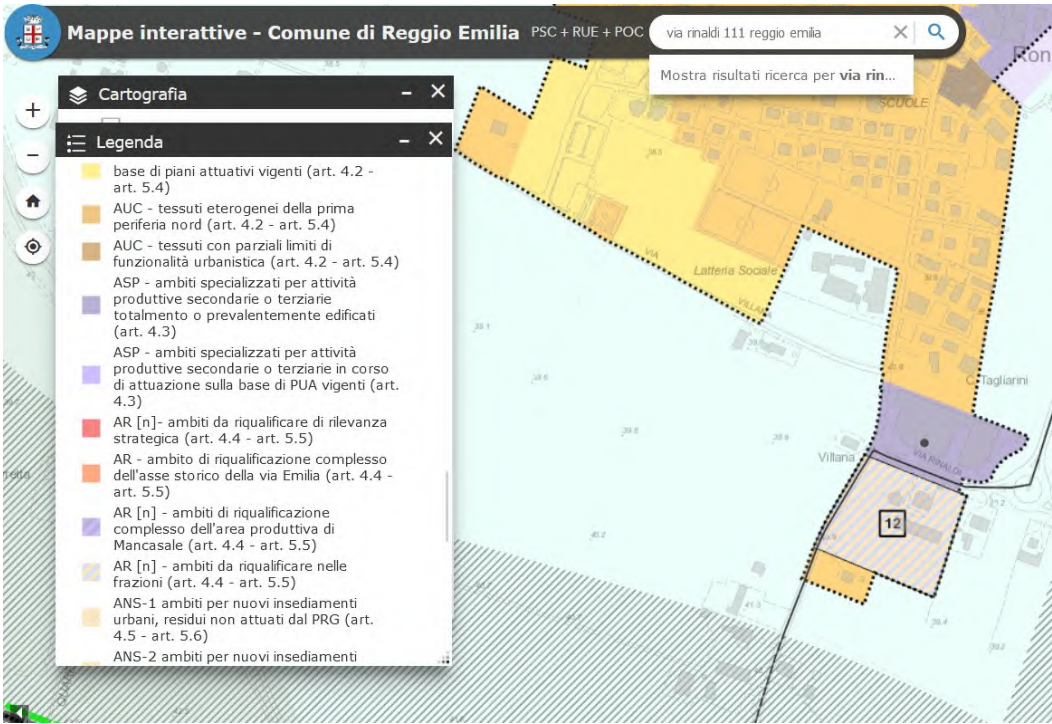 Mappe interattive - Comune di Reggio Emilia PSC + RUE + POC
via rinaldi 111 reggio emilia
Mostra risultati ricerca per via rin...
Cartografia
Legenda
base di piani attuativi vigenti (art. 4.2 -
art. 5.4)
AUC - tessuti eterogenei della prima
periferia nord (art. 4.2 - art. 5.4)
AUC - tessuti con parziali limiti di
funzionalità urbanistica (art. 4.2 - art. 5.4)
ASP - ambiti specializzati per attività
produttive secondarie o terziarie
totalmento o prevalentemente edificati
(art. 4.3)
ASP - ambiti specializzati per attività
produttive secondarie o terziarie in corso
di attuazione sulla base di PUA vigenti (art.
4.3)
AR [n]- ambiti da riqualificare di rilevanza
strategica (art. 4.4 - art. 5.5)
AR - ambito di riqualificazione complesso
dell'asse storico della via Emilia (art. 4.4 -
art. 5.5)
AR [n] - ambiti di riqualificazione
complesso dell'area produttiva di
Mancasale (art. 4.4 - art. 5.5)
AR [n] - ambiti da riqualificare nelle
frazioni (art. 4.4 - art. 5.5)
ANS-1 ambiti per nuovi insediamenti
urbani, residui non attuati dal PRG (art.
4.5 - art. 5.6)
ANS-2 ambiti per nuovi insediamenti
Ron
SCUOLE
VIA
Latteria Sociale
C. Tagliarini
Villana
VIA RINALDI
12